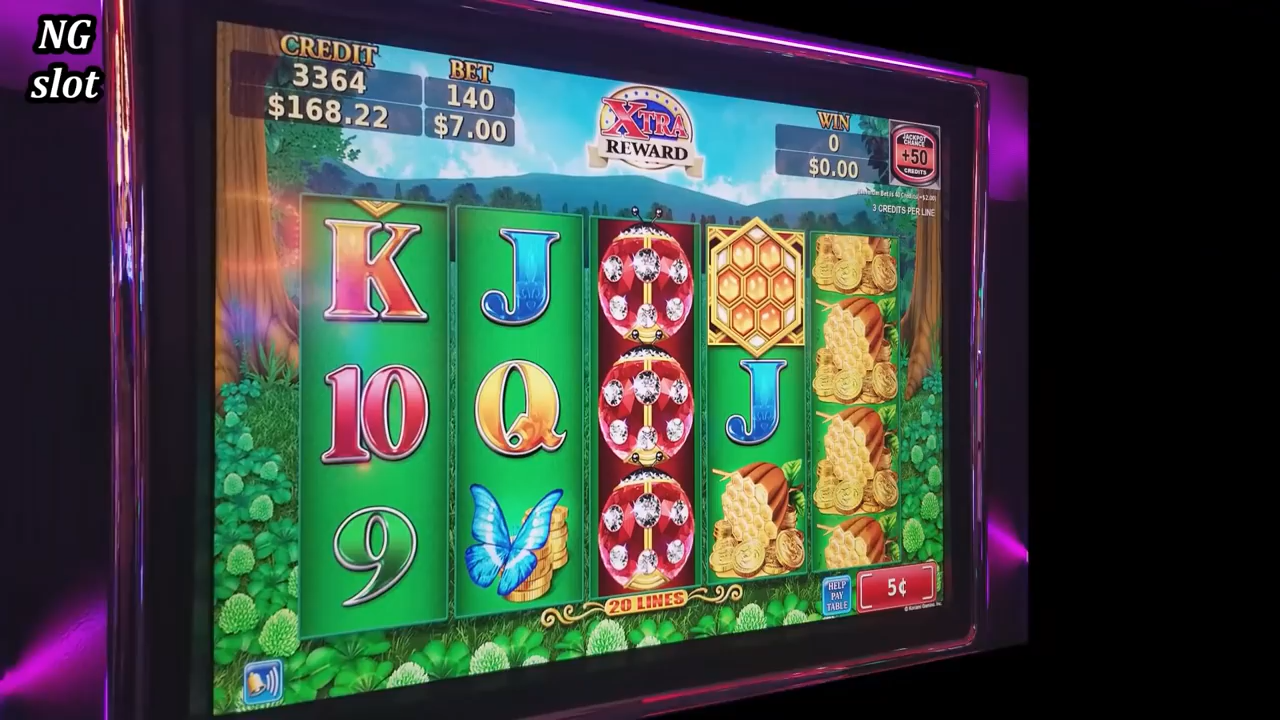 NG
slot
CREDIT
3364
$168.22
BET
140
$7.00
XTRA
REWARD
WIN
0
$0.00
JACKPOT
CHANCE
+50
CREDITS
3 CREDITS PER LINE
K
J
J
10
Q
9
20 LINES
HELP
PAY
TABLE
5¢